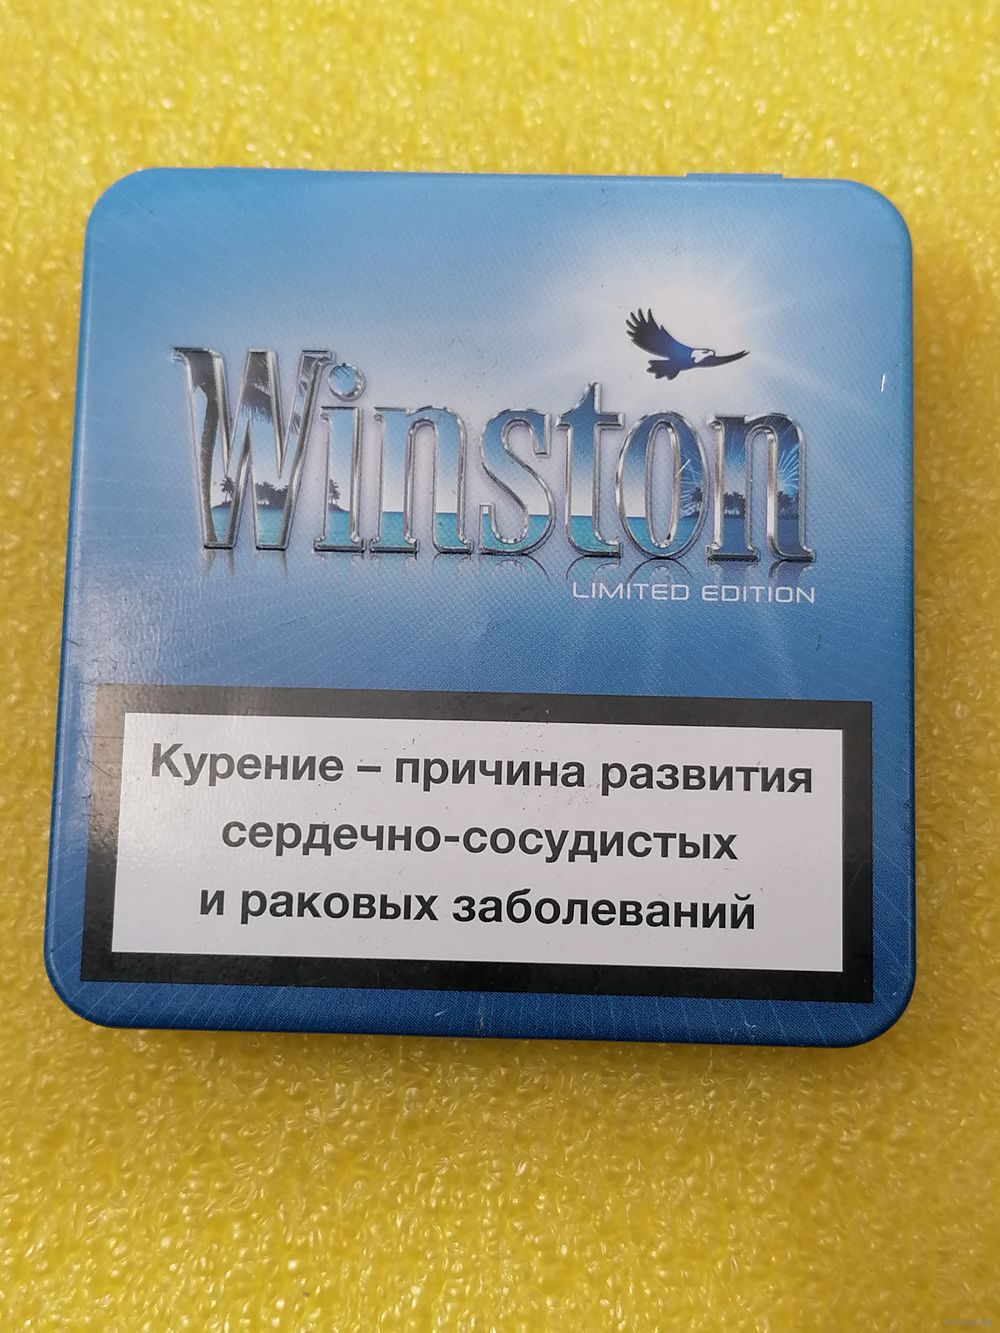 Winston
LIMITED EDITION
Курение – причина развития
сердечно-сосудистых
и раковых заболеваний